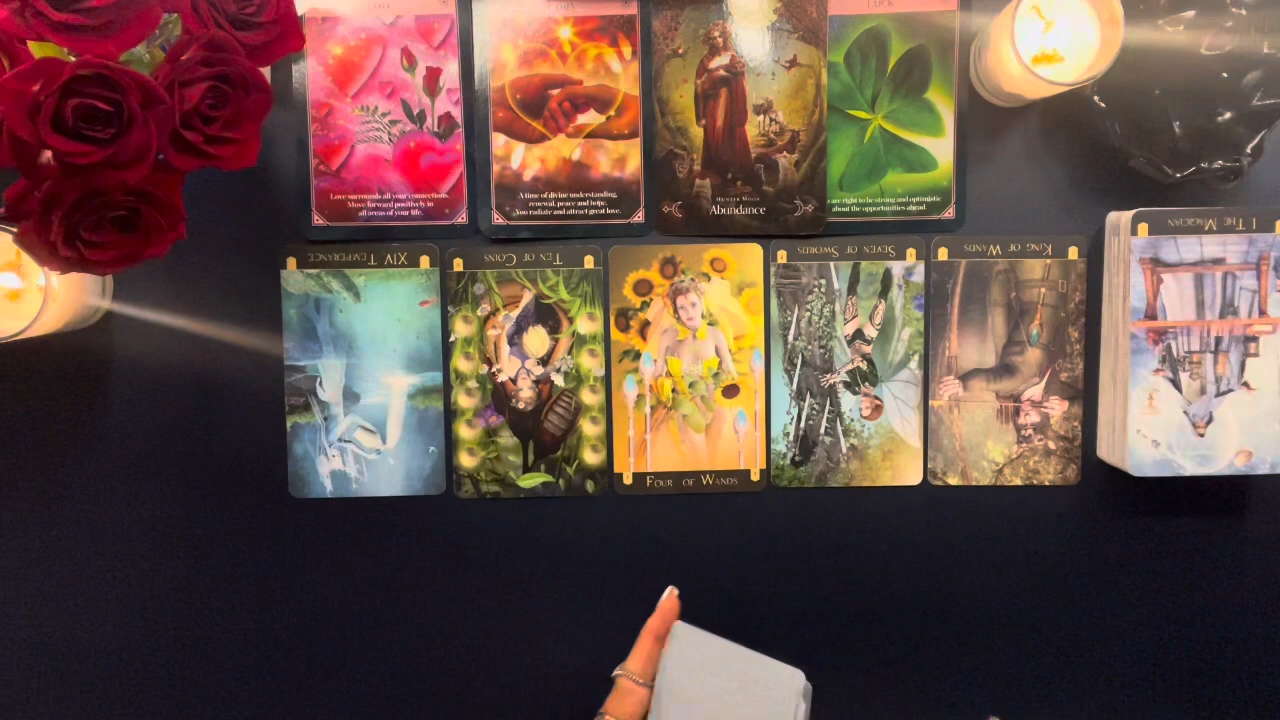 Love surrounds all your connections.
Move forward positively in
all areas of your life.
A time of divine understanding,
renewal, peace and hope.
You radiate and attract great love.
HUNTER MOON
Abundance
LUCK
are right to be strong and optimistic
about the opportunities ahead.
XIV TEMPERANCE
TEN OF COINS
FOUR OF WANDS
SEVEN OF SWORDS
KING OF WANDS
I THE MAGICIAN